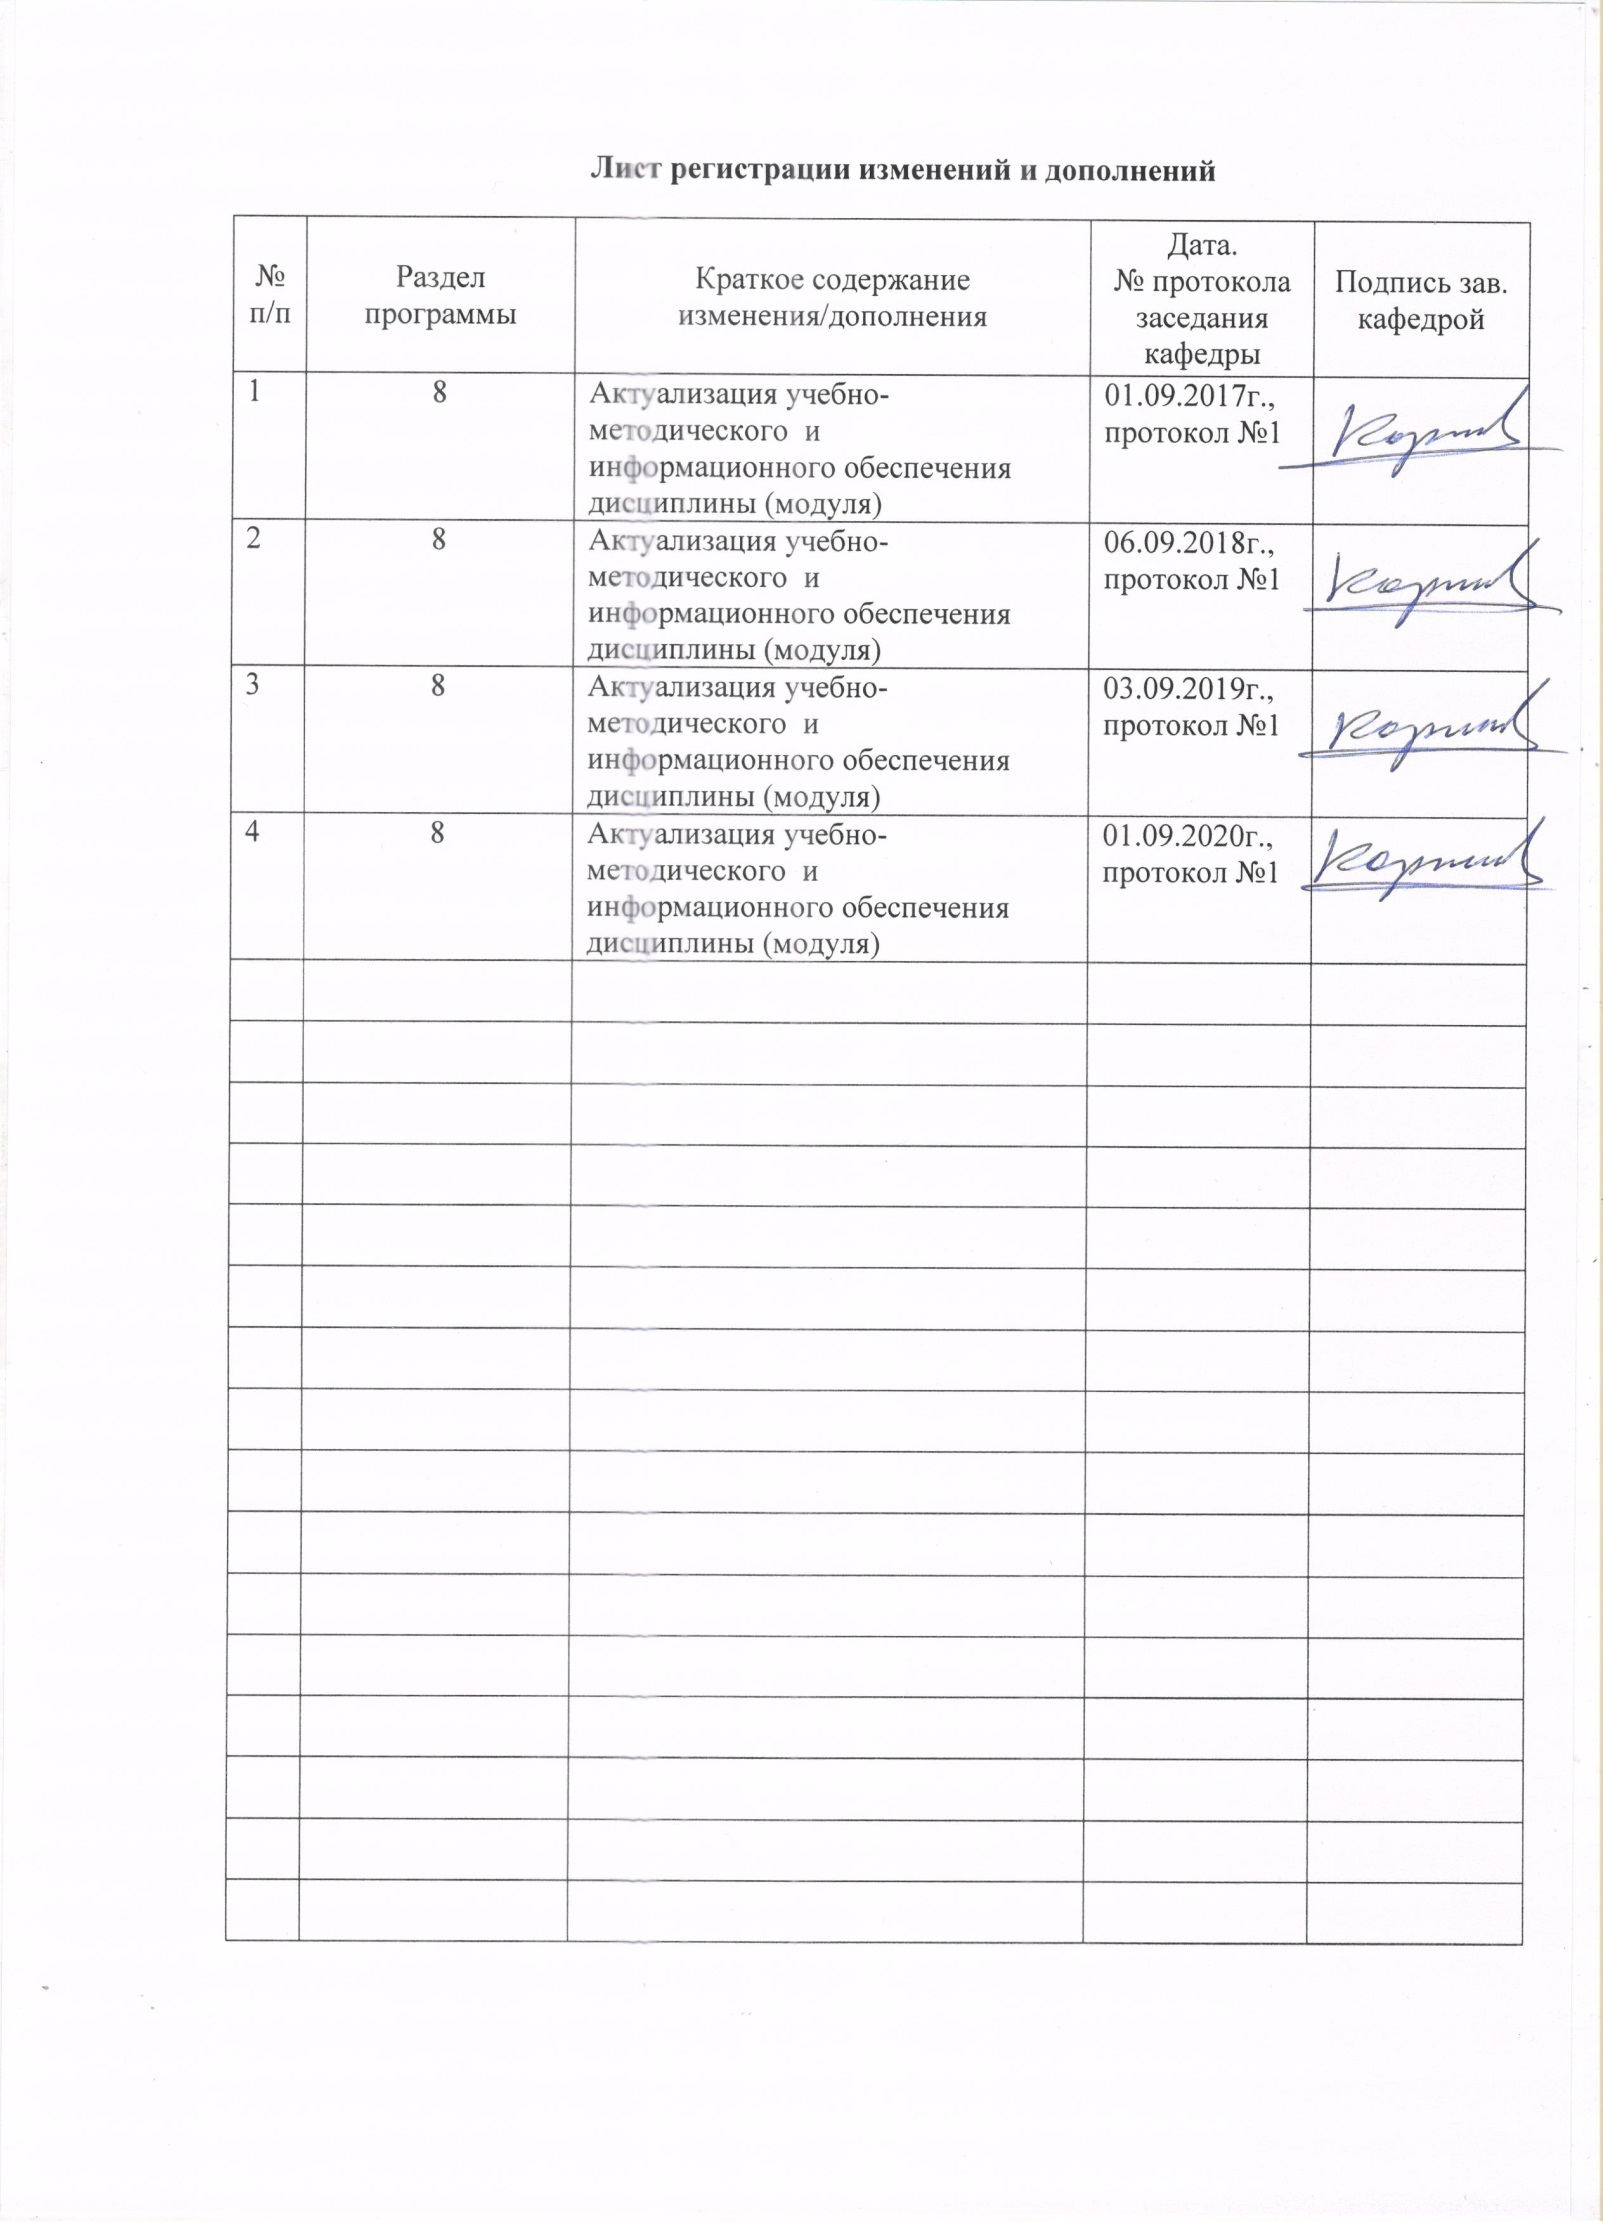 Лист регистрации изменений и дополнений
№
п/п
Раздел
программы
Краткое содержание
изменения/дополнения
Дата.
№ протокола
заседания
кафедры
Подпись зав.
кафедрой
1
8
Актуализация учебно-
методического и
информационного обеспечения
дисциплины (модуля)
01.09.2017г.,
протокол №1
2
8
Актуализация учебно-
методического и
информационного обеспечения
дисциплины (модуля)
06.09.2018г.,
протокол №1
3
8
Актуализация учебно-
методического и
информационного обеспечения
дисциплины (модуля)
03.09.2019г.,
протокол №1
4
8
Актуализация учебно-
методического и
информационного обеспечения
дисциплины (модуля)
01.09.2020г.,
протокол №1